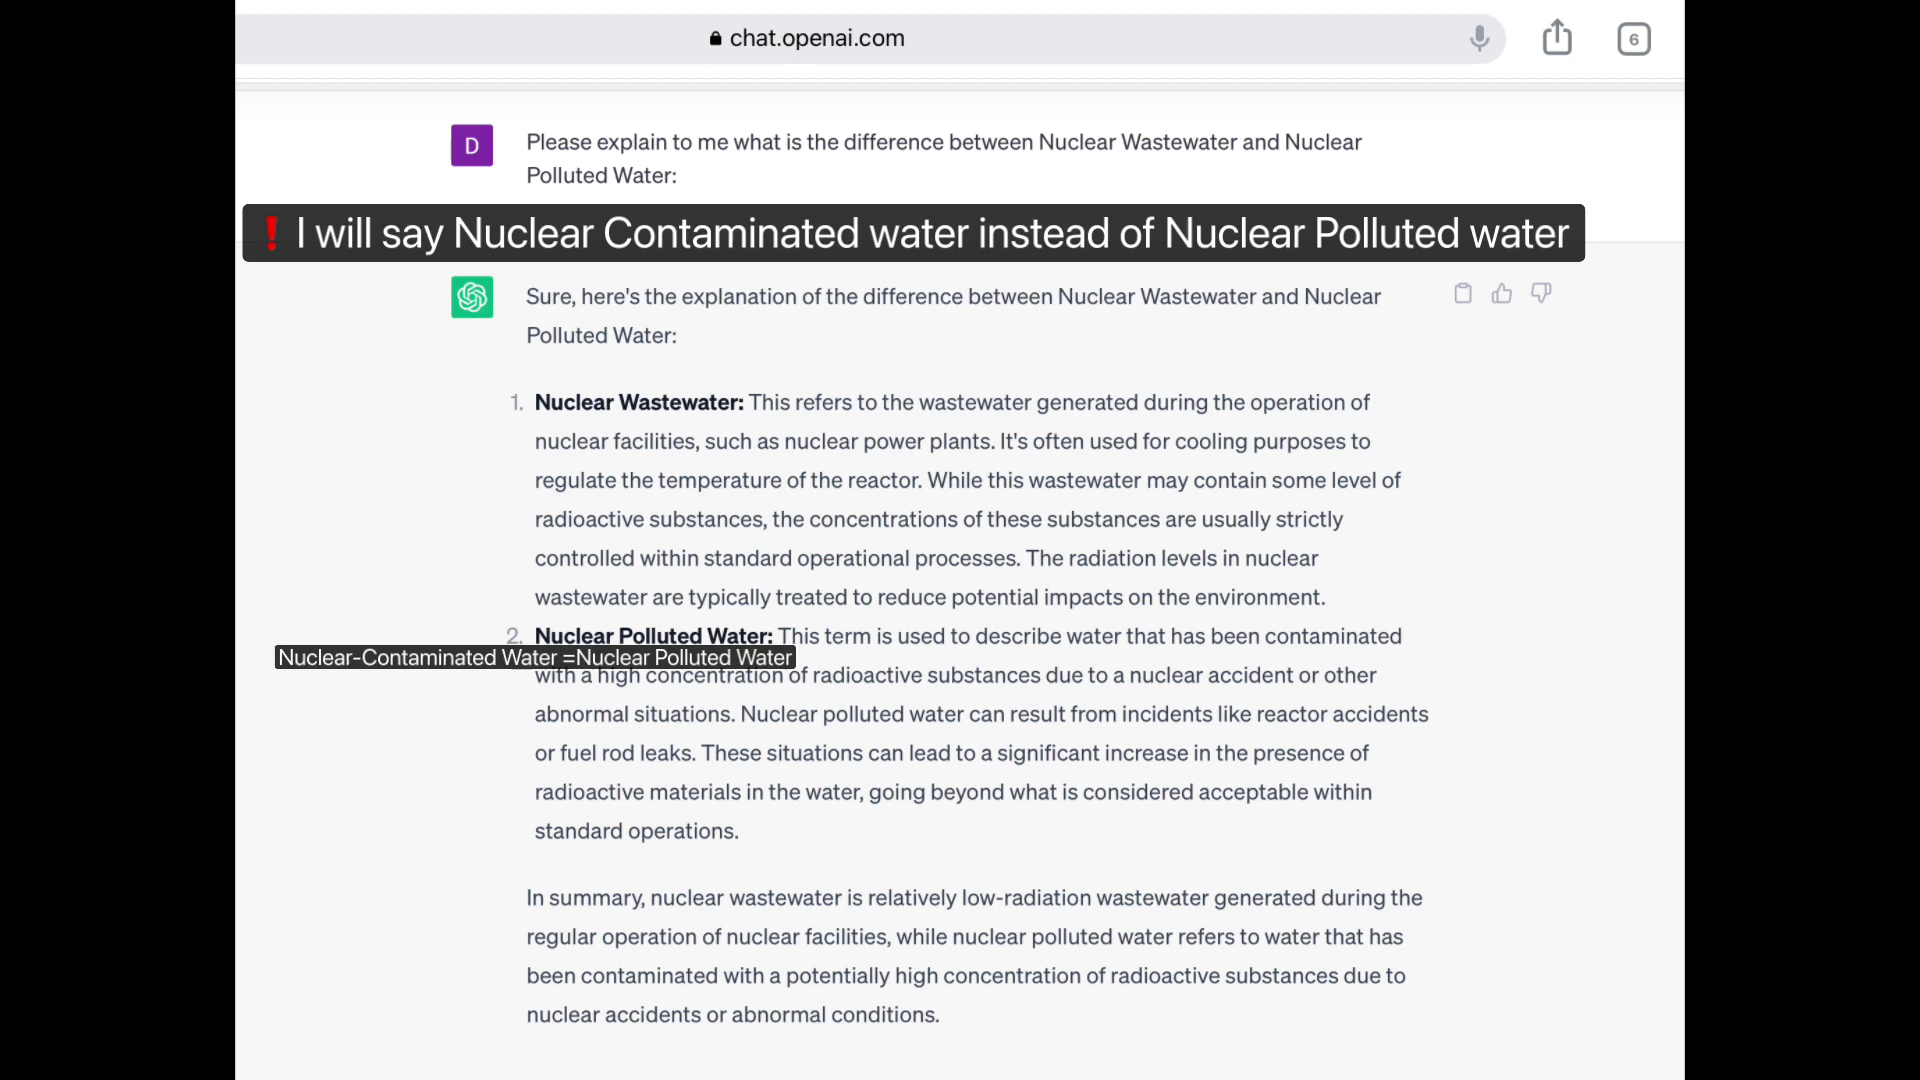 chat.openai.com
6
D
Please explain to me what is the difference between Nuclear Wastewater and Nuclear
Polluted Water:
❗I will say Nuclear Contaminated water instead of Nuclear Polluted water
Sure, here's the explanation of the difference between Nuclear Wastewater and Nuclear
Polluted Water:
1. Nuclear Wastewater: This refers to the wastewater generated during the operation of
nuclear facilities, such as nuclear power plants. It's often used for cooling purposes to
regulate the temperature of the reactor. While this wastewater may contain some level of
radioactive substances, the concentrations of these substances are usually strictly
controlled within standard operational processes. The radiation levels in nuclear
wastewater are typically treated to reduce potential impacts on the environment.
2. Nuclear Polluted Water: This term is used to describe water that has been contaminated
Nuclear-Contaminated Water =Nuclear Polluted Water
with a high concentration of radioactive substances due to a nuclear accident or other
abnormal situations. Nuclear polluted water can result from incidents like reactor accidents
or fuel rod leaks. These situations can lead to a significant increase in the presence of
radioactive materials in the water, going beyond what is considered acceptable within
standard operations.
In summary, nuclear wastewater is relatively low-radiation wastewater generated during the
regular operation of nuclear facilities, while nuclear polluted water refers to water that has
been contaminated with a potentially high concentration of radioactive substances due to
nuclear accidents or abnormal conditions.